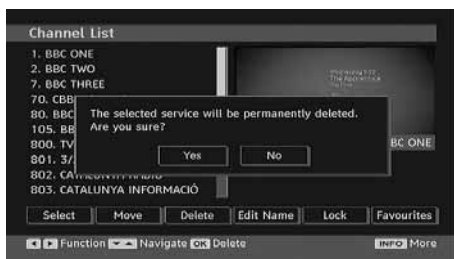 Channel List
1. BBC ONE
2. BBC TWO
7. BBC THREE
70. CBB
80. BBC
105. BB
800. TV
801. 3/
802. CATALUNYA RADIO
803. CATALUNYA INFORMACIÓ
BC ONE
The selected service will be permanently deleted.
Are you sure?
Yes No
Select Move Delete Edit Name Lock Favourites
Function Navigate OK Delete INFO More